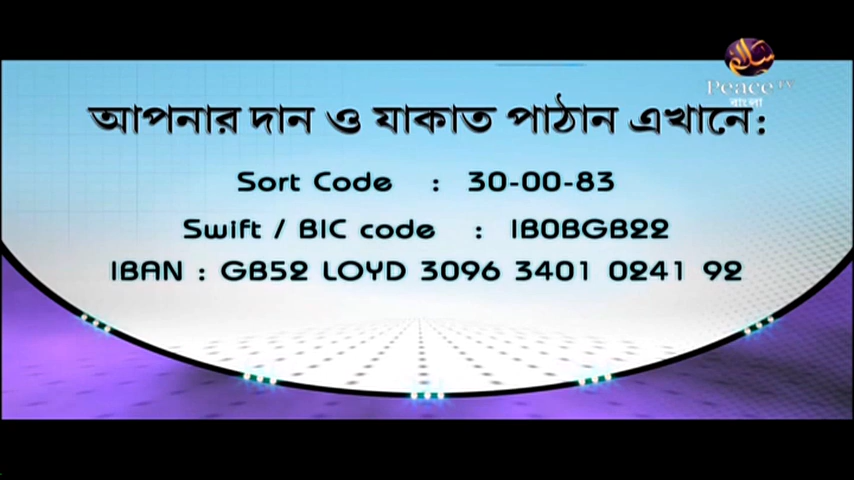 سلام
Peace TV
বাংলা
আপনার দান ও যাকাত পাঠান এখানে:
Sort Code : 30-00-83
Swift / BIC code : IBOBGB22
IBAN : GB52 LOYD 3096 3401 0241 92